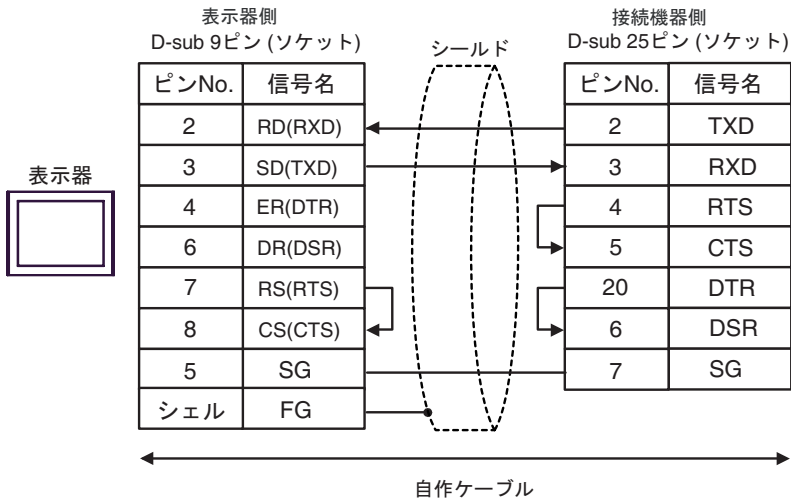 表示器側
D-sub 9ピン (ソケット)
接続機器側
D-sub 25ピン (ソケット)
シールド
表示器
ピンNo. 信号名
2 RD(RXD)
3 SD(TXD)
4 ER(DTR)
6 DR(DSR)
7 RS(RTS)
8 CS(CTS)
5 SG
シェル FG
ピンNo. 信号名
2 TXD
3 RXD
4 RTS
5 CTS
20 DTR
6 DSR
7 SG
自作ケーブル